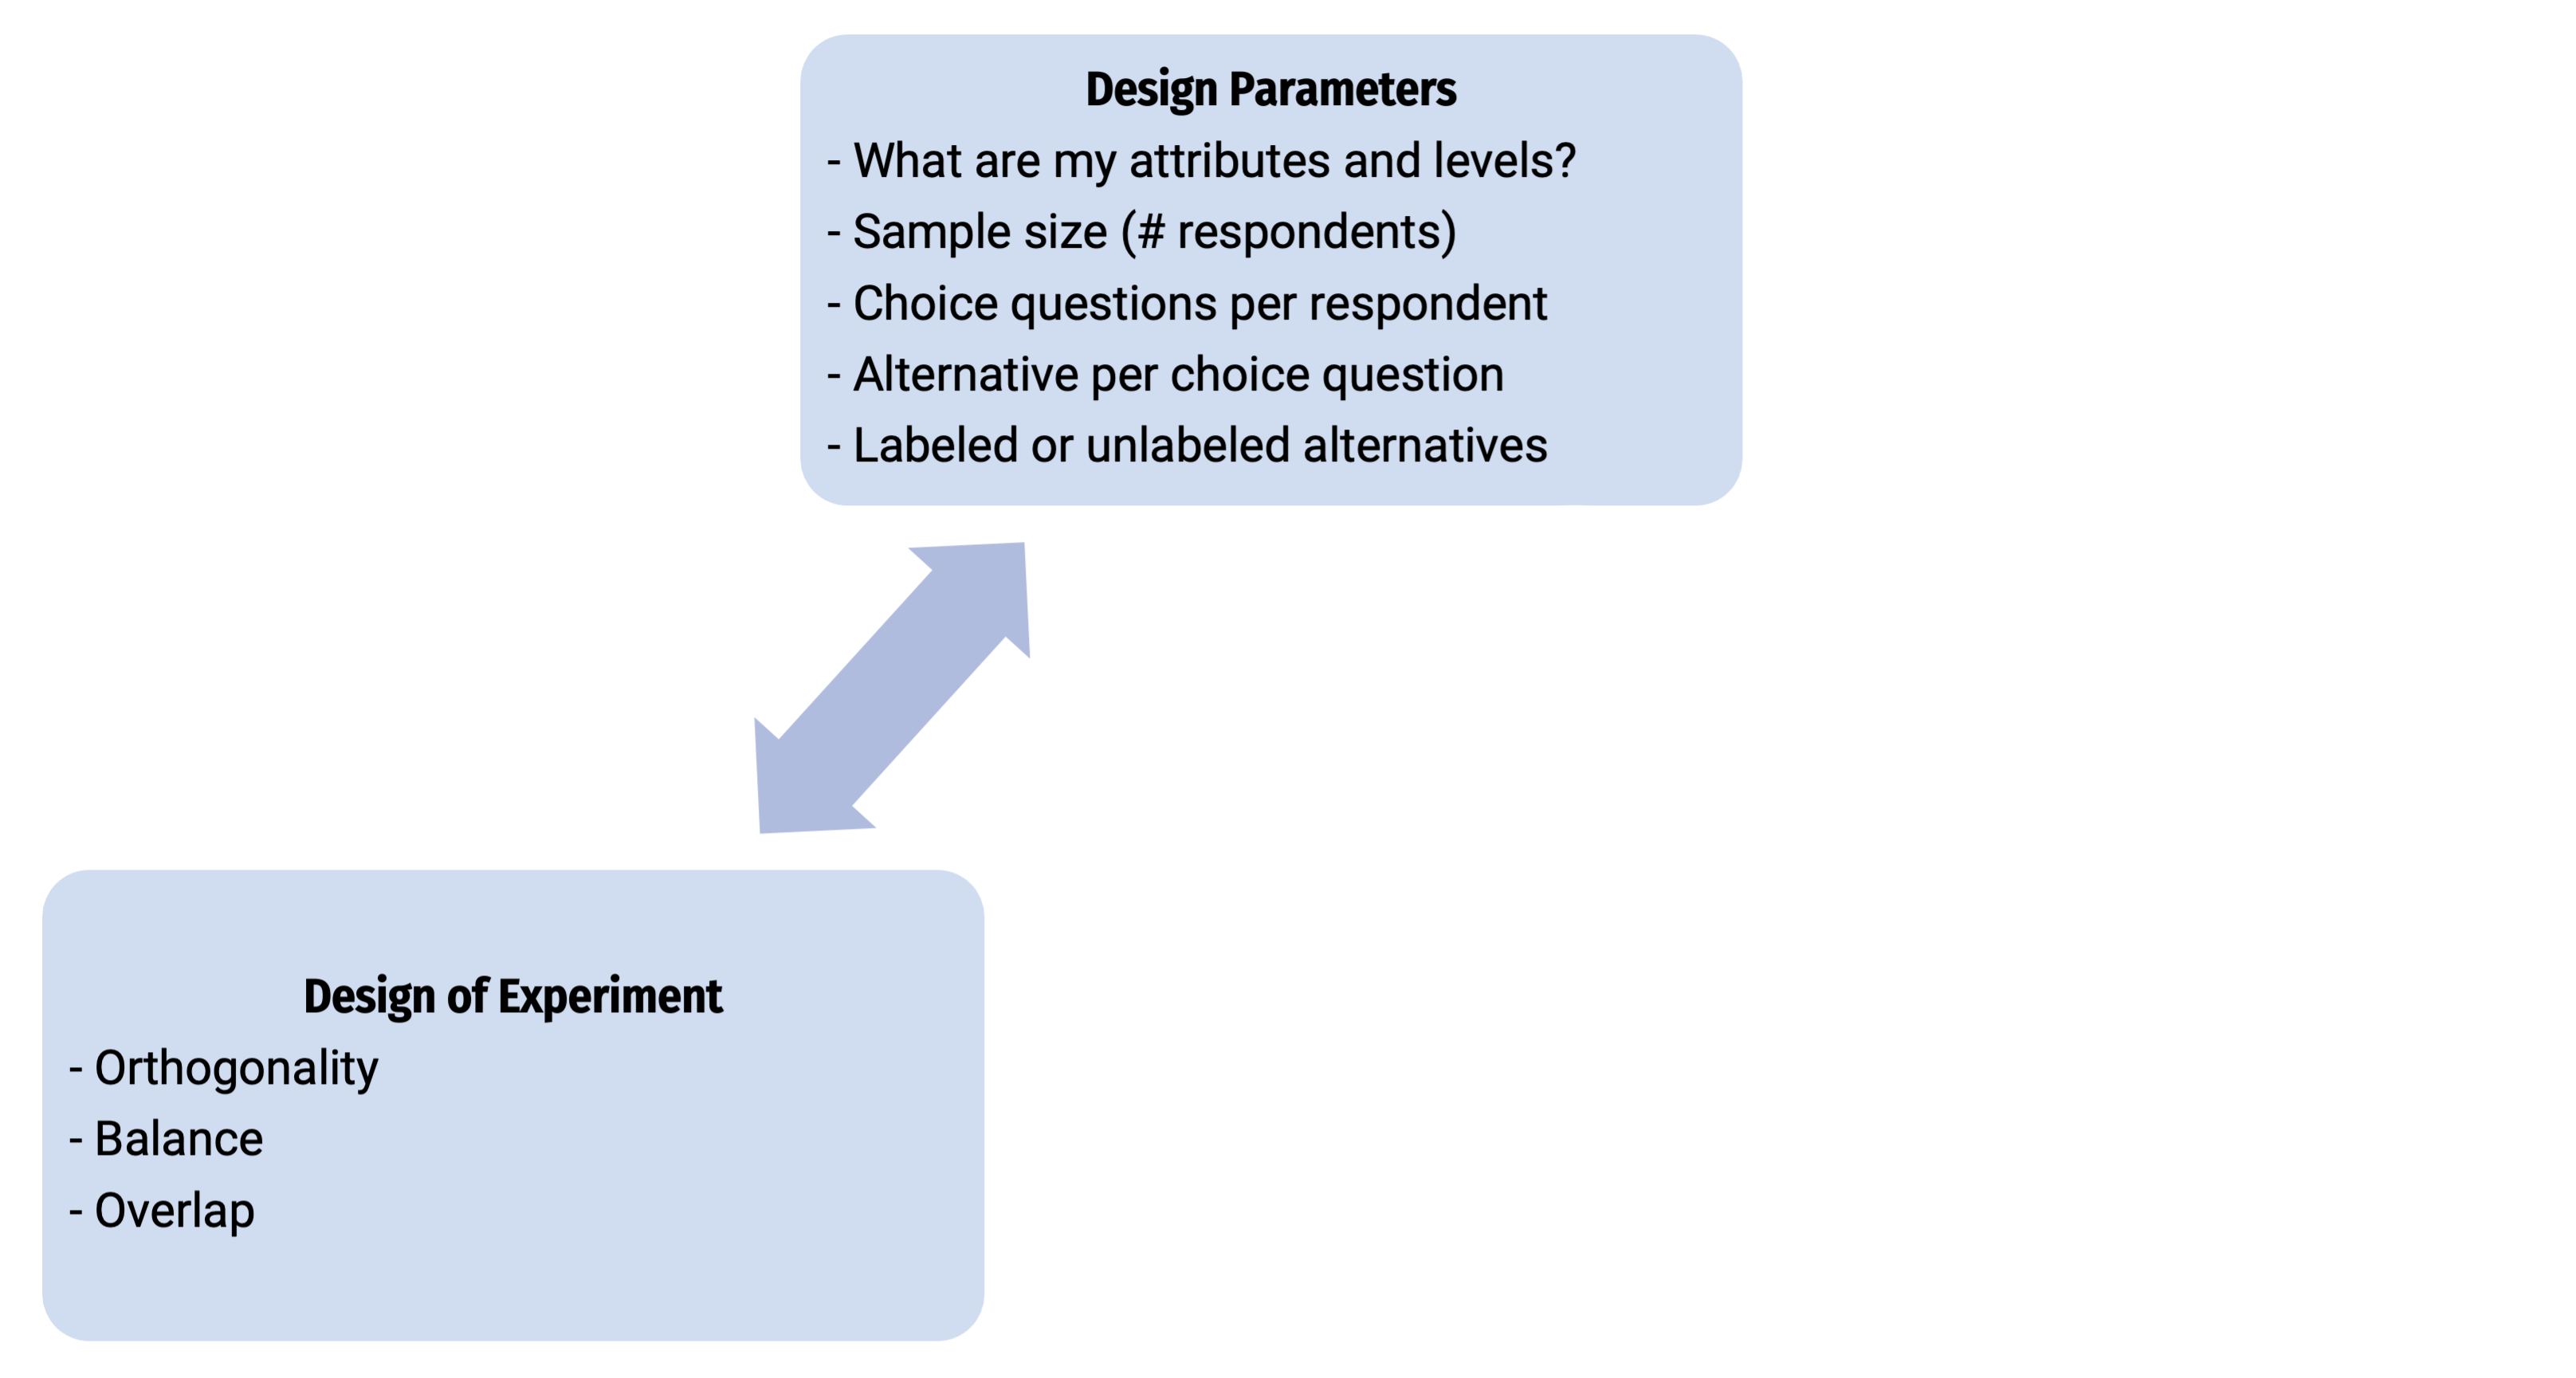 Design Parameters
- What are my attributes and levels?
- Sample size (# respondents)
- Choice questions per respondent
- Alternative per choice question
- Labeled or unlabeled alternatives
Design of Experiment
- Orthogonality
- Balance
- Overlap